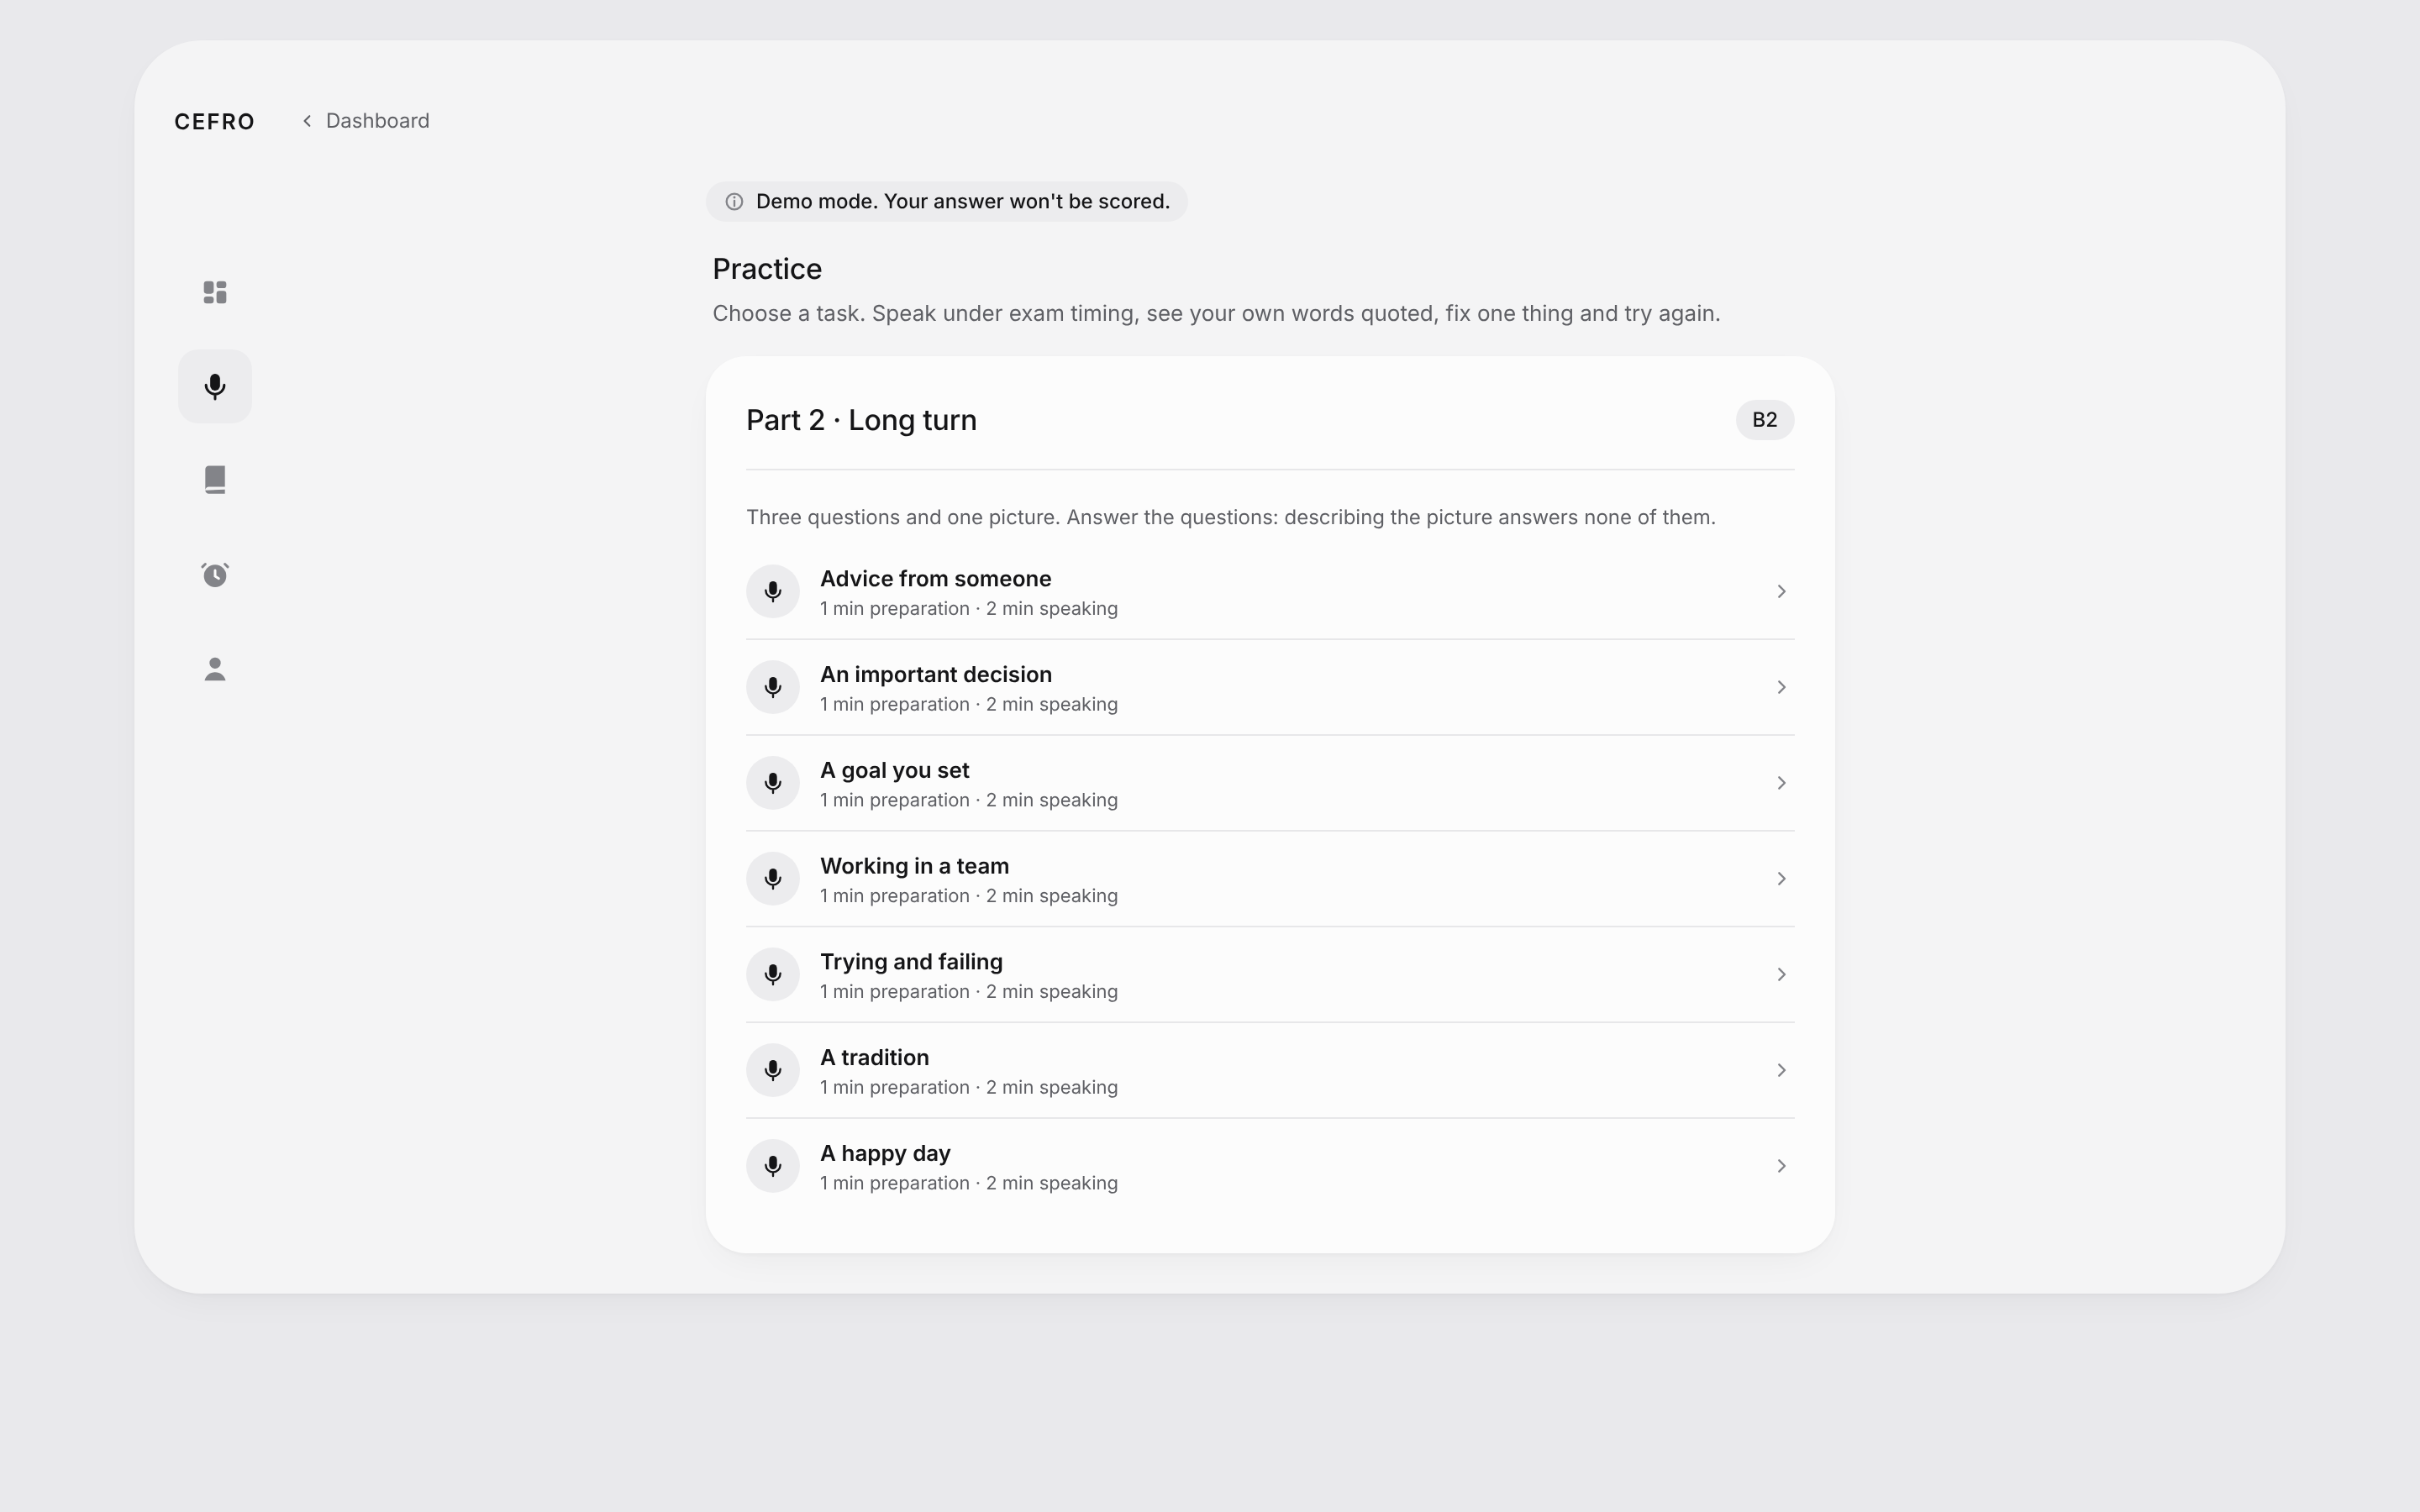 CEFRO
Dashboard
Demo mode. Your answer won't be scored.
Practice
Choose a task. Speak under exam timing, see your own words quoted, fix one thing and try again.
Part 2 · Long turn
B2
Three questions and one picture. Answer the questions: describing the picture answers none of them.
Advice from someone
1 min preparation · 2 min speaking
An important decision
1 min preparation · 2 min speaking
A goal you set
1 min preparation · 2 min speaking
Working in a team
1 min preparation · 2 min speaking
Trying and failing
1 min preparation · 2 min speaking
A tradition
1 min preparation · 2 min speaking
A happy day
1 min preparation · 2 min speaking